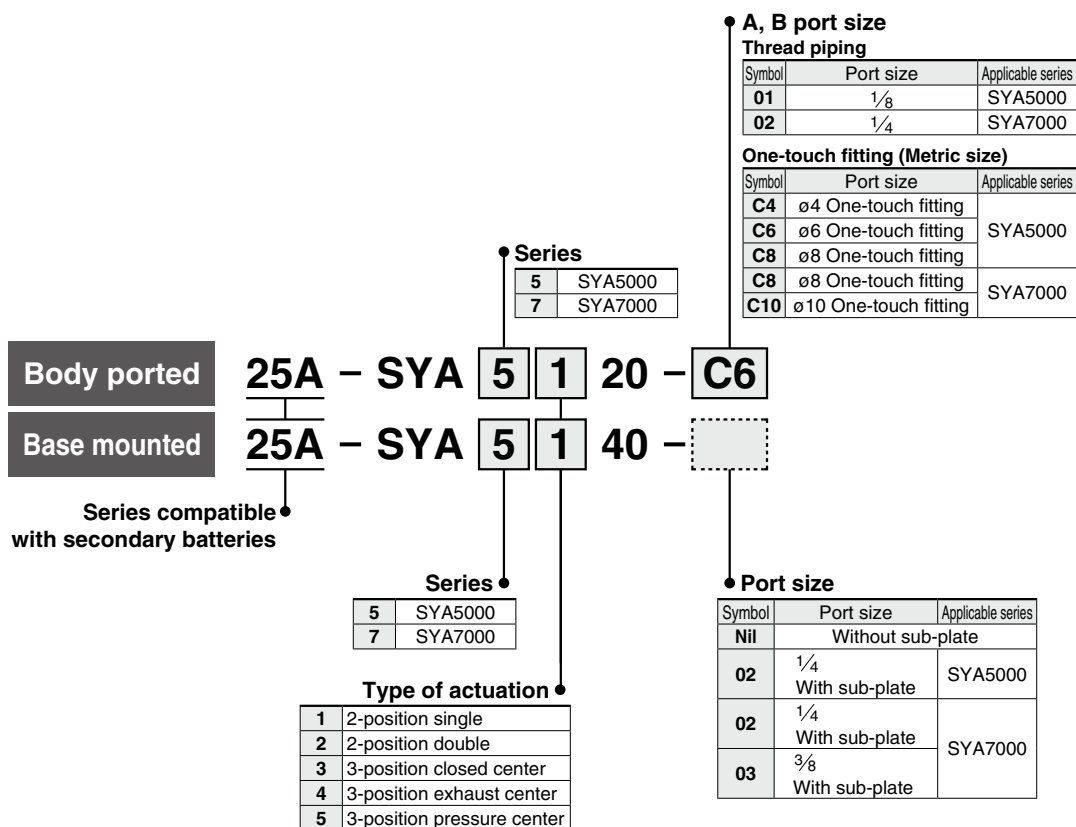 A, B port size
Thread piping
Symbol Port size Applicable series
01 1/8 SYA5000
02 1/4 SYA7000
One-touch fitting (Metric size)
Symbol Port size Applicable series
C4 ø4 One-touch fitting
C6 ø6 One-touch fitting SYA5000
C8 ø8 One-touch fitting
C8 ø8 One-touch fitting SYA7000
C10 ø10 One-touch fitting
Series
5 SYA5000
7 SYA7000
Body ported 25A – SYA 5 1 20 – C6
Base mounted 25A – SYA 5 1 40 –
Series compatible
with secondary batteries
Series
5 SYA5000
7 SYA7000
Type of actuation
1 2-position single
2 2-position double
3 3-position closed center
4 3-position exhaust center
5 3-position pressure center
Port size
Symbol Port size Applicable series
Nil Without sub-plate
02 1/4 With sub-plate SYA5000
02 1/4 With sub-plate SYA7000
03 3/8 With sub-plate